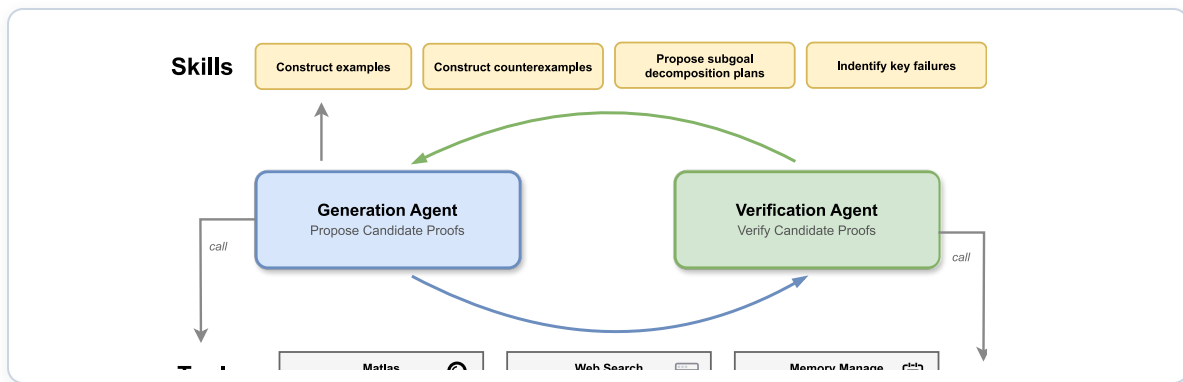 Skills
Construct examples
Construct counterexamples
Propose subgoal
decomposition plans
Indentify key failures
Generation Agent
Propose Candidate Proofs
Verification Agent
Verify Candidate Proofs
call
call
Matlas
Web Search
Memory Manage